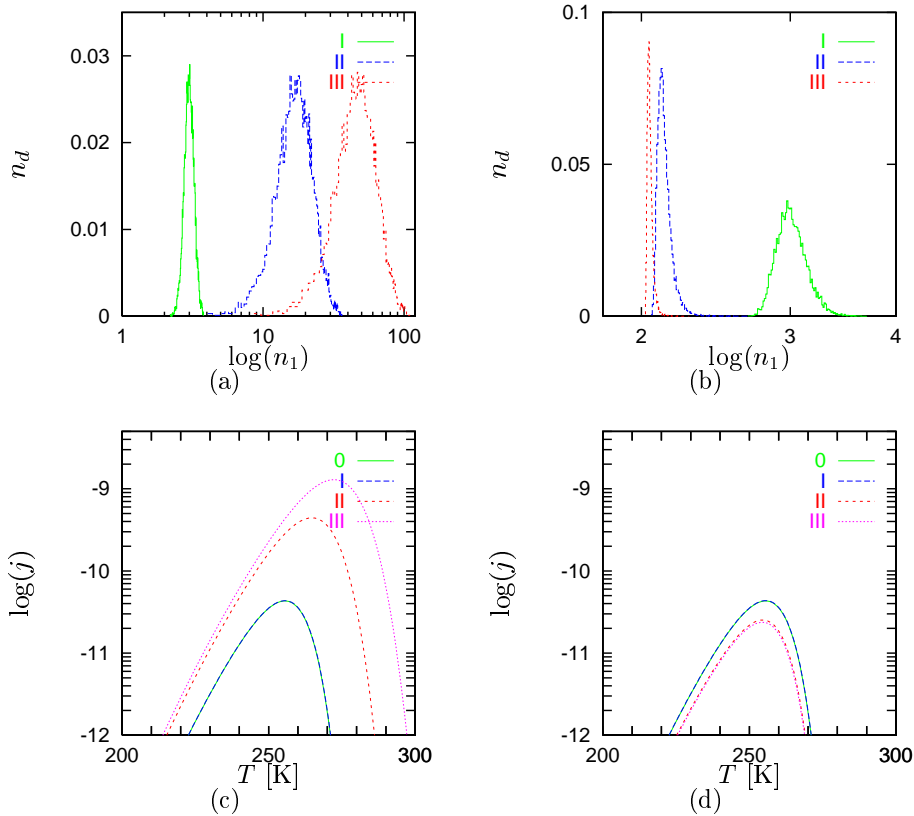 0.03
0.02
0.01
0
n_d
I
II
III
1
10
100
log(n_1)
(a)
0.1
0.05
0
n_d
I
II
III
2
3
4
log(n_1)
(b)
-9
-10
-11
-12
log(j)
0
I
II
III
200
250
300
T [K]
(c)
-9
-10
-11
-12
log(j)
0
I
II
III
200
250
300
T [K]
(d)